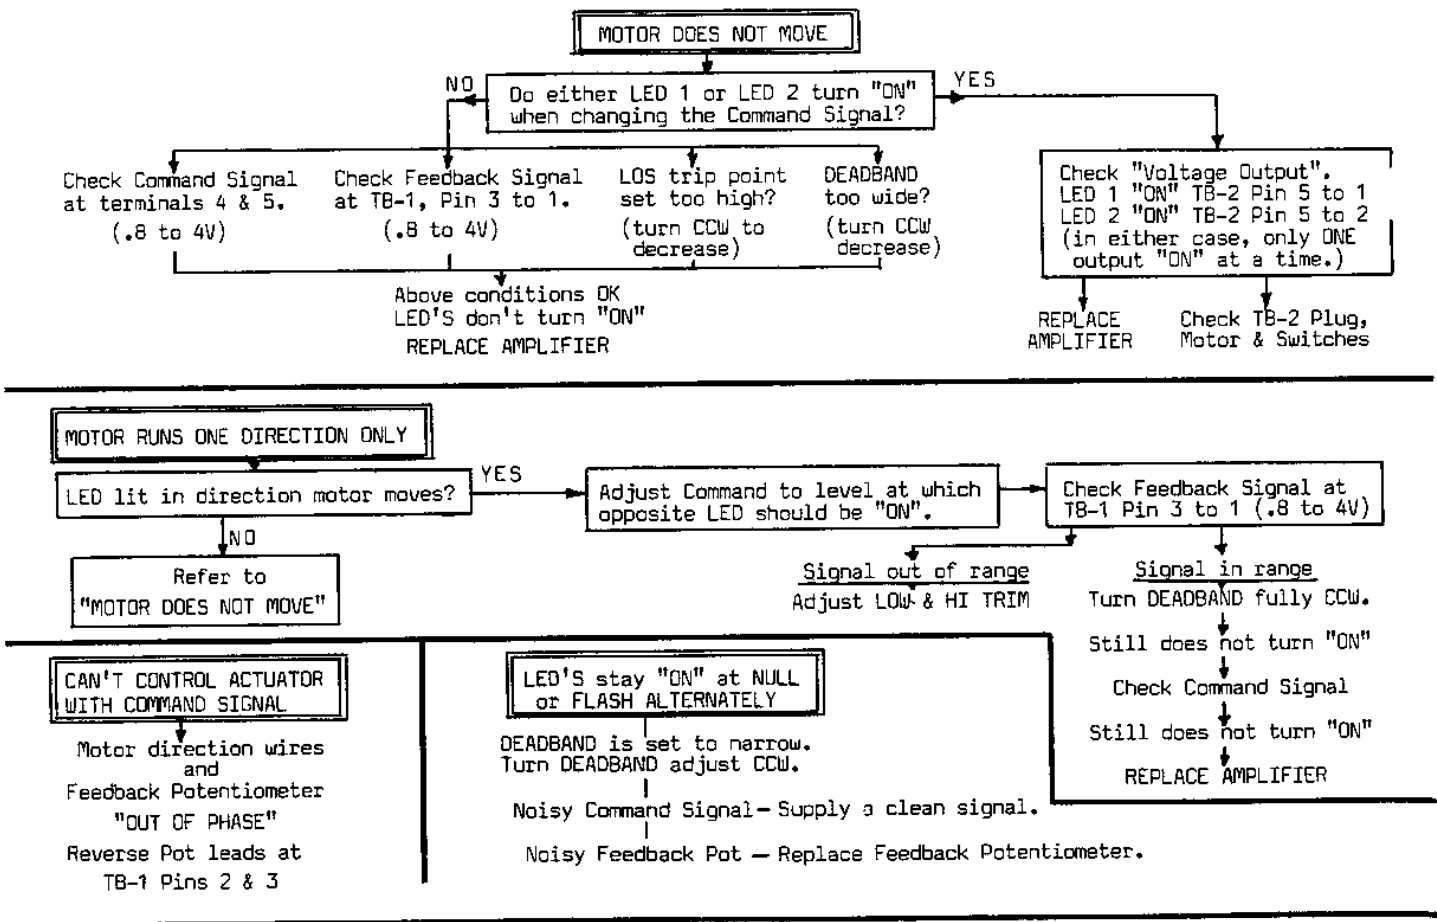 MOTOR DOES NOT MOVE
NO
Do either LED 1 or LED 2 turn "ON"
when changing the Command Signal?
YES
Check Command Signal
at terminals 4 & 5.
(.8 to 4V)
Check Feedback Signal
at TB-1, Pin 3 to 1.
(.8 to 4V)
LOS trip point
set too high?
(turn CCW to
decrease)
DEADBAND
too wide?
(turn CCW
decrease)
Above conditions OK
LED'S don't turn "ON"
REPLACE AMPLIFIER
Check "Voltage Output".
LED 1 "ON" TB-2 Pin 5 to 1
LED 2 "ON" TB-2 Pin 5 to 2
(in either case, only ONE
output "ON" at a time.)
REPLACE
AMPLIFIER
Check TB-2 Plug,
Motor & Switches
MOTOR RUNS ONE DIRECTION ONLY
LED lit in direction motor moves?
YES
NO
Refer to
"MOTOR DOES NOT MOVE"
Adjust Command to level at which
opposite LED should be "ON".
Check Feedback Signal at
TB-1 Pin 3 to 1 (.8 to 4V)
Signal out of range
Adjust LOW & HI TRIM
Signal in range
Turn DEADBAND fully CCW.
Still does not turn "ON"
Check Command Signal
Still does not turn "ON"
REPLACE AMPLIFIER
CAN'T CONTROL ACTUATOR
WITH COMMAND SIGNAL
Motor direction wires
and
Feedback Potentiometer
"OUT OF PHASE"
Reverse Pot leads at
TB-1 Pins 2 & 3
LED'S stay "ON" at NULL
or FLASH ALTERNATELY
DEADBAND is set to narrow.
Turn DEADBAND adjust CCW.
Noisy Command Signal — Supply a clean signal.
Noisy Feedback Pot — Replace Feedback Potentiometer.